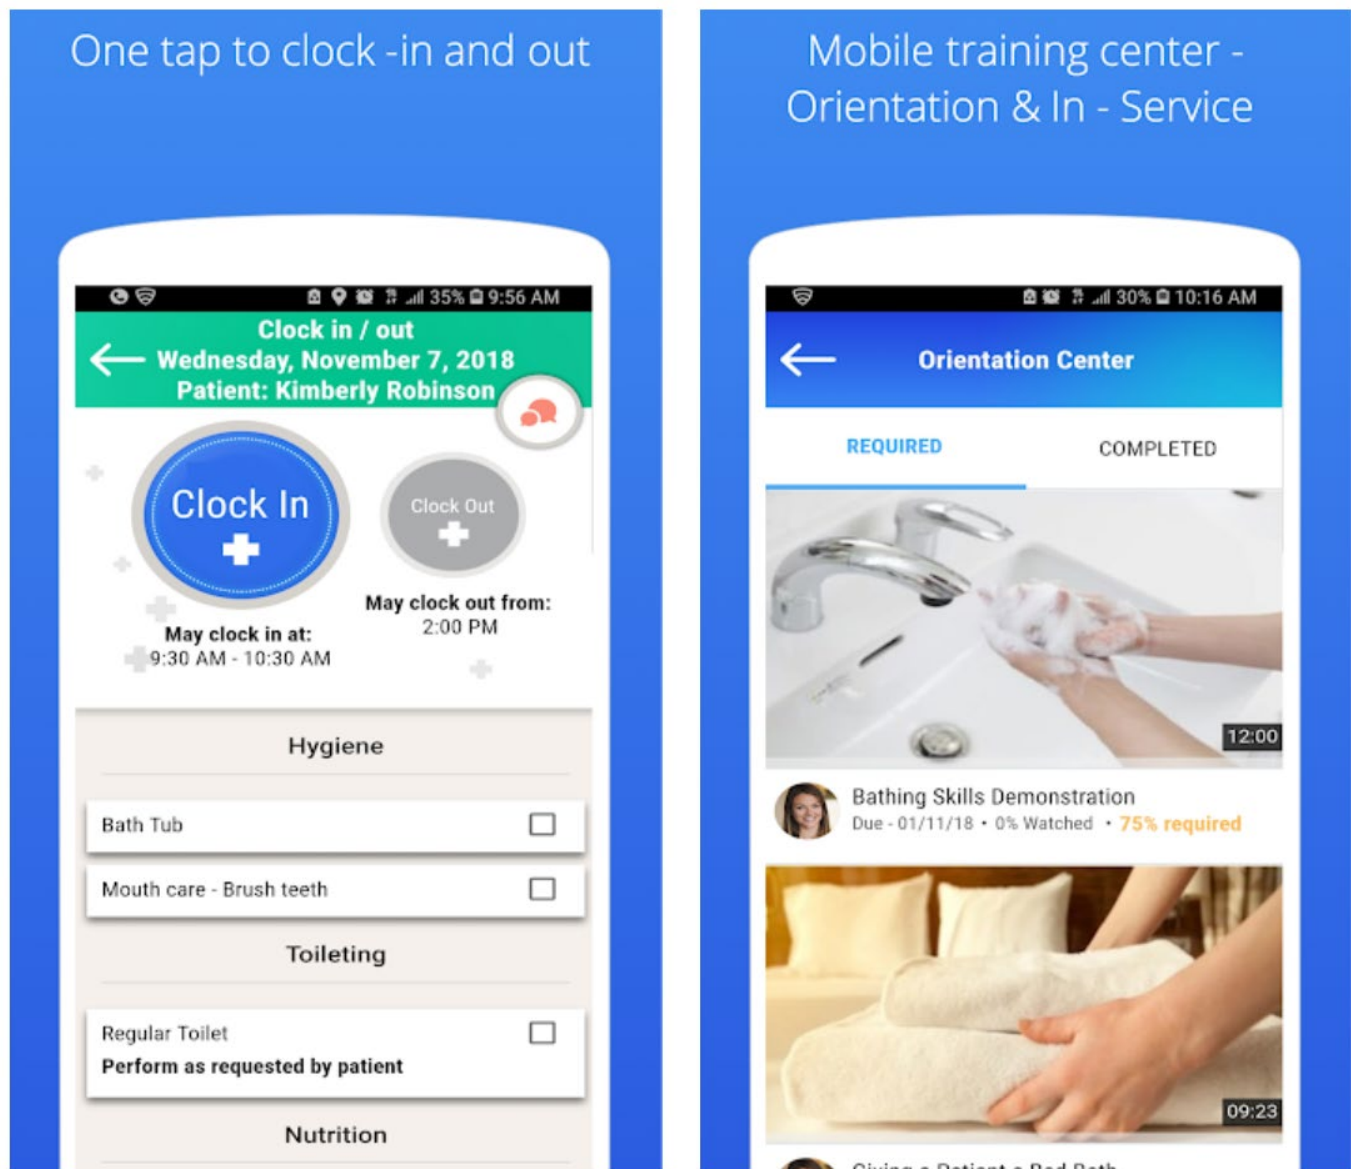 One tap to clock -in and out
35% 9:56 AM
Clock in / out
Wednesday, November 7, 2018
Patient: Kimberly Robinson
Clock In
Clock Out
May clock in at:
9:30 AM - 10:30 AM
May clock out from:
2:00 PM
Hygiene
Bath Tub
Mouth care - Brush teeth
Toileting
Regular Toilet
Perform as requested by patient
Nutrition
Mobile training center -
Orientation & In - Service
30% 10:16 AM
Orientation Center
REQUIRED
COMPLETED
12:00
Bathing Skills Demonstration
Due - 01/11/18 • 0% Watched • 75% required
09:23
Giving a Patient a Bed Bath